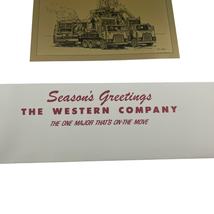 Season's Greetings
THE WESTERN COMPANY
THE ONE MAJOR THAT'S ON-THE MOVE